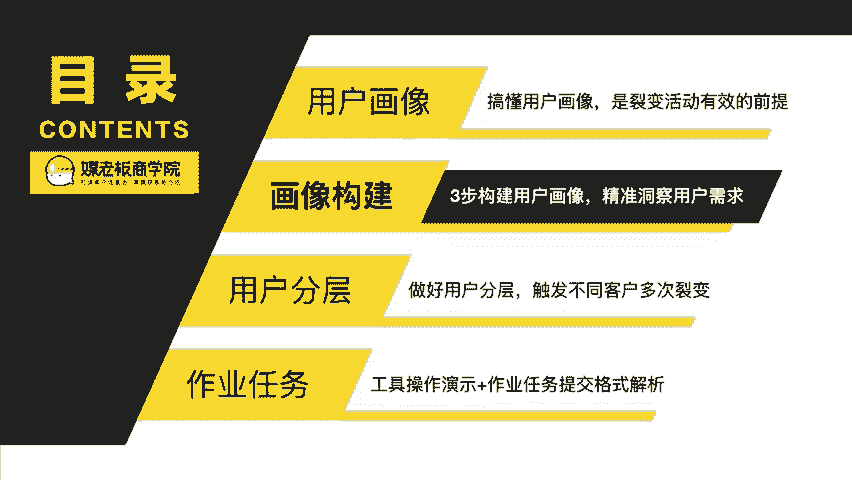 目录
CONTENTS
媒老板商学院
用户画像
搞懂用户画像，是裂变活动有效的前提
画像构建
3步构建用户画像，精准洞察用户需求
用户分层
做好用户分层，触发不同客户多次裂变
作业任务
工具操作演示+作业任务提交格式解析